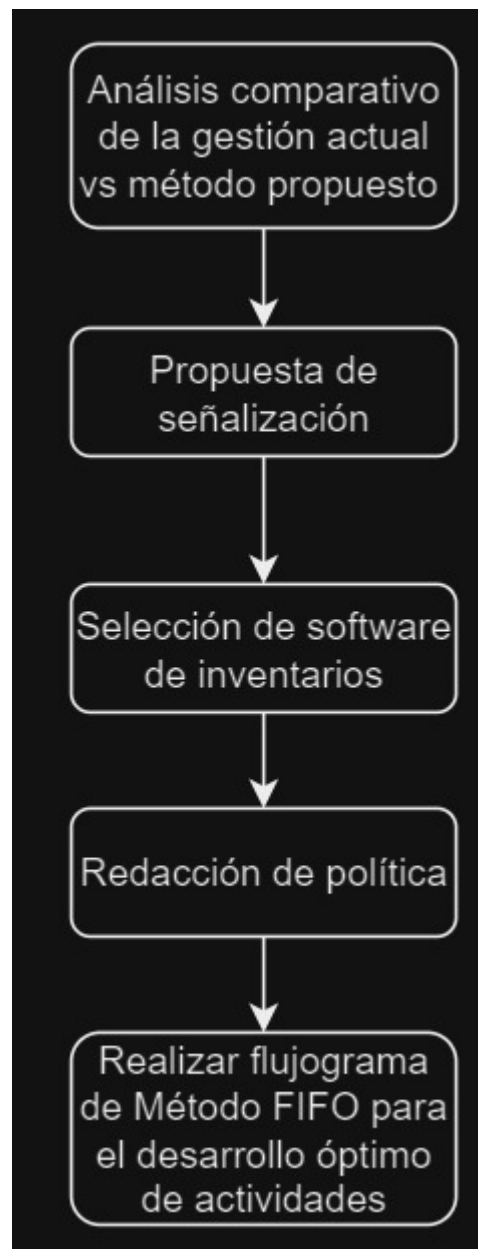 Análisis comparativo
de la gestión actual
vs método propuesto
Propuesta de
señalización
Selección de software
de inventarios
Redacción de política
Realizar flujograma
de Método FIFO para
el desarrollo óptimo
de actividades